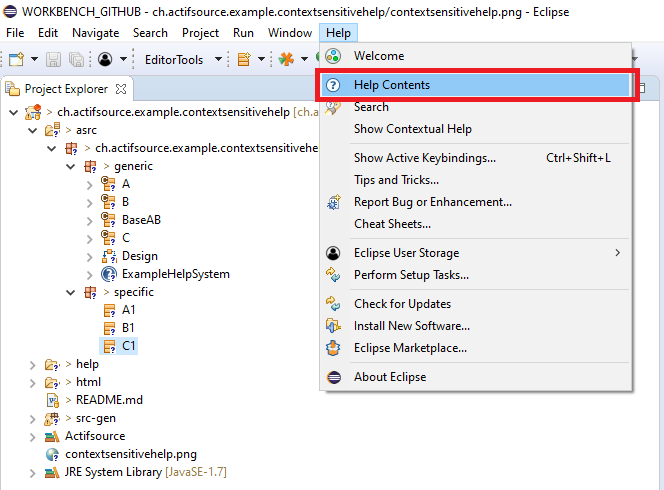 WORKBENCH_GITHUB - ch.actifsource.example.contextsensitivehelp/contextsensitivehelp.png - Eclipse
File Edit Navigate Search Project Run Window Help
EditorTools
Project Explorer
> ch.actifsource.example.contextsensitivehelp [ch.a
> asrc
> ch.actifsource.example.contextsensitivehe
> generic
A
B
BaseAB
C
Design
ExampleHelpSystem
> specific
A1
B1
C1
> help
> html
> README.md
> src-gen
Actifsource
contextsensitivehelp.png
JRE System Library [JavaSE-1.7]
Welcome
Help Contents
Search
Show Contextual Help
Show Active Keybindings... Ctrl+Shift+L
Tips and Tricks...
Report Bug or Enhancement...
Cheat Sheets...
Eclipse User Storage
Perform Setup Tasks...
Check for Updates
Install New Software...
Eclipse Marketplace...
About Eclipse